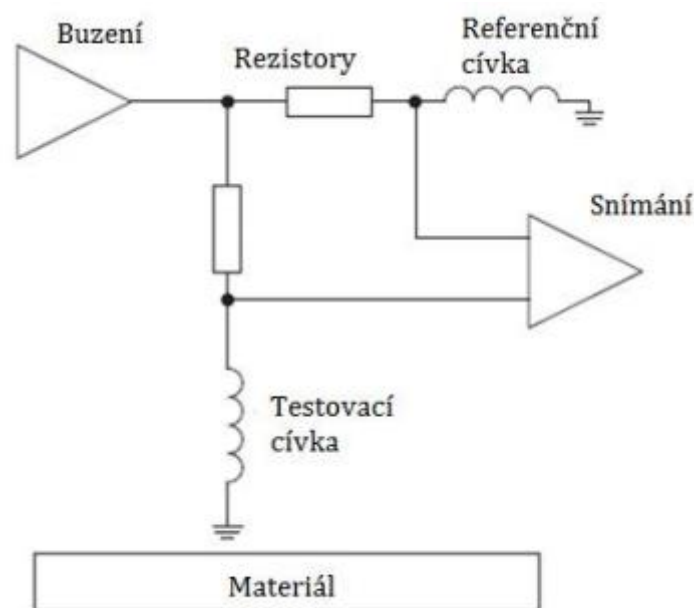 Buzení
Rezistory
Referenční
cívka
Snímání
Testovací
cívka
Materiál